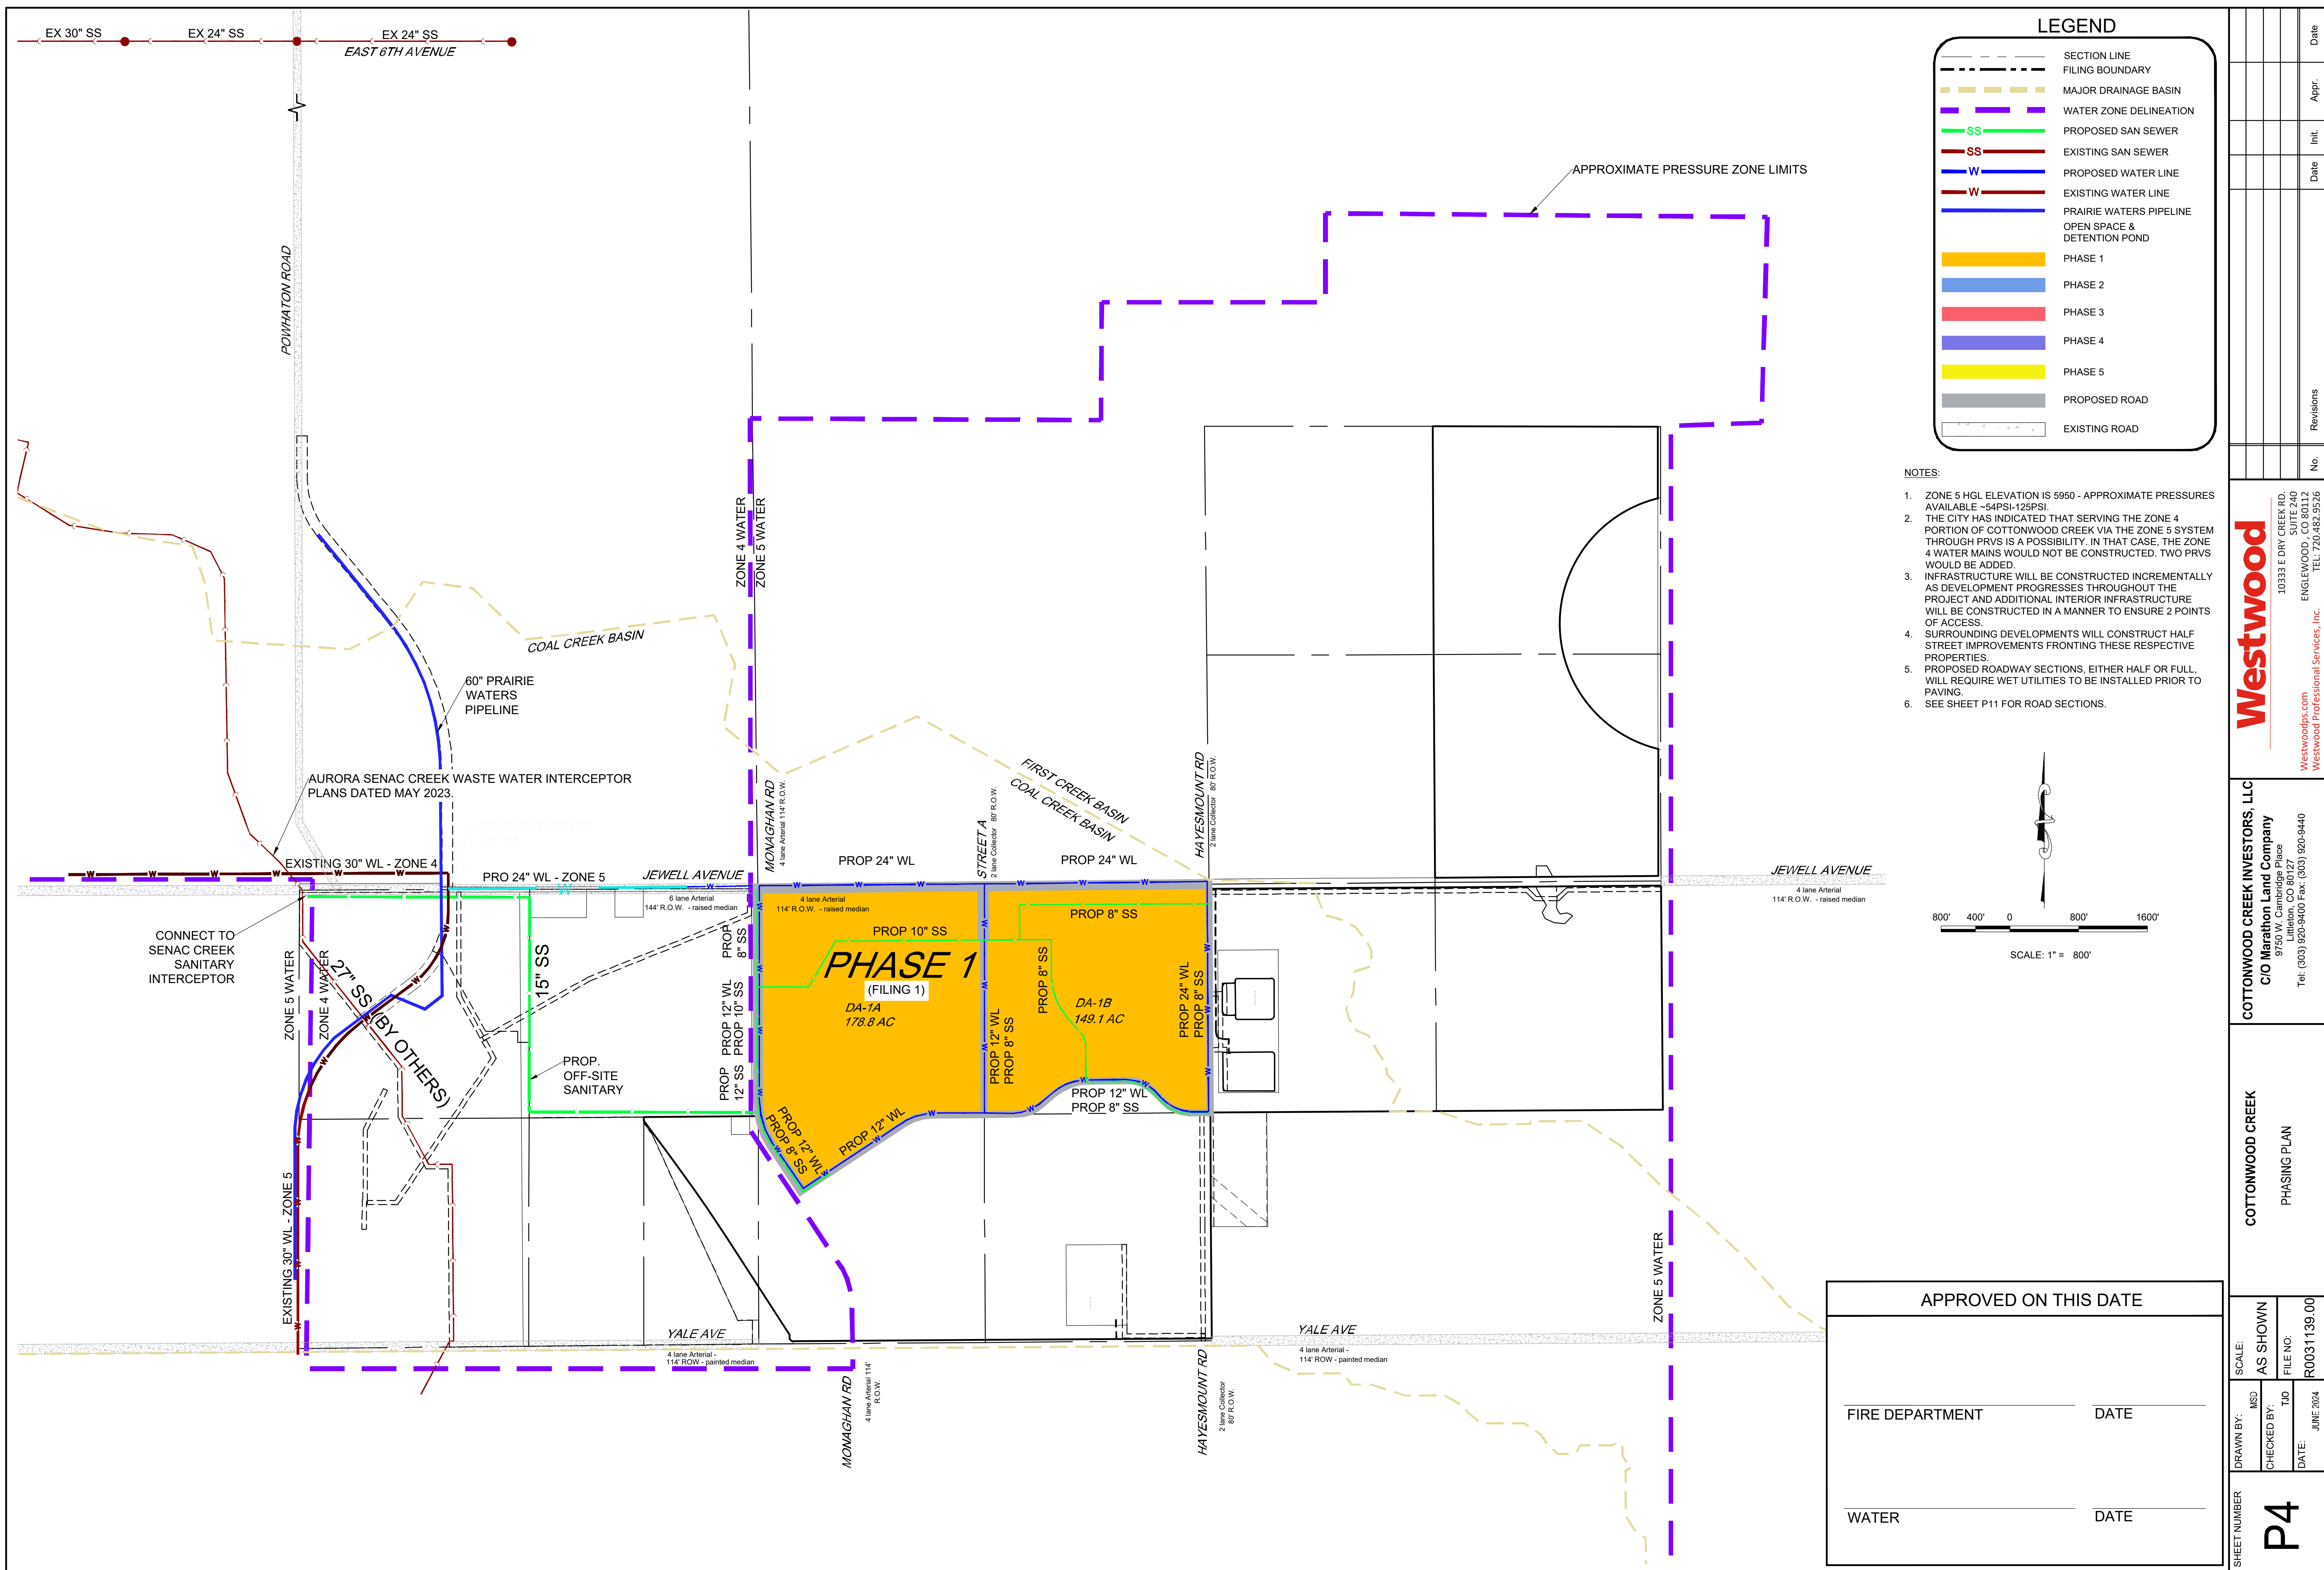 EX 30" SS
EX 24" SS
EX 24" SS
EAST 6TH AVENUE
POWHATON ROAD
APPROXIMATE PRESSURE ZONE LIMITS
ZONE 4 WATER
ZONE 5 WATER
COAL CREEK BASIN
60" PRAIRIE
WATERS
PIPELINE
AURORA SENAC CREEK WASTE WATER INTERCEPTOR
PLANS DATED MAY 2023.
FIRST CREEK BASIN
COAL CREEK BASIN
MONAGHAN RD
4 lane Arterial 114' R.O.W.
STREET A
2 lane Collector 80' R.O.W.
HAYESMOUNT RD
2 lane Collector 80' R.O.W.
EXISTING 30" WL - ZONE 4
PRO 24" WL - ZONE 5
JEWELL AVENUE
6 lane Arterial
144' R.O.W. - raised median
PROP 24" WL
PROP 24" WL
4 lane Arterial
114' R.O.W. - raised median
JEWELL AVENUE
4 lane Arterial
114' R.O.W. - raised median
CONNECT TO
SENAC CREEK
SANITARY
INTERCEPTOR
ZONE 5 WATER
ZONE 4 WATER
27" SS (BY OTHERS)
15" SS
PROP.
OFF-SITE
SANITARY
PROP
8" SS
PROP 12" WL
PROP 10" SS
PROP
12" SS
PROP 10" SS
PROP 8" SS
PHASE 1
(FILING 1)
DA-1A
178.8 AC
PROP 8" SS
DA-1B
149.1 AC
PROP 12" WL
PROP 8" SS
PROP 24" WL
PROP 8" SS
PROP 12" WL
PROP 8" SS
PROP 12" WL
PROP 8" SS
PROP 12" WL
EXISTING 30" WL - ZONE 5
YALE AVE
4 lane Arterial -
114' ROW - painted median
YALE AVE
4 lane Arterial -
114' ROW - painted median
MONAGHAN RD
4 lane Arterial 114'
R.O.W.
HAYESMOUNT RD
2 lane Collector
80' R.O.W.
ZONE 5 WATER
LEGEND
SECTION LINE
FILING BOUNDARY
MAJOR DRAINAGE BASIN
WATER ZONE DELINEATION
SS PROPOSED SAN SEWER
SS EXISTING SAN SEWER
W PROPOSED WATER LINE
W EXISTING WATER LINE
PRAIRIE WATERS PIPELINE
OPEN SPACE &
DETENTION POND
PHASE 1
PHASE 2
PHASE 3
PHASE 4
PHASE 5
PROPOSED ROAD
EXISTING ROAD
NOTES:
1. ZONE 5 HGL ELEVATION IS 5950 - APPROXIMATE PRESSURES
AVAILABLE ~54PSI-125PSI.
2. THE CITY HAS INDICATED THAT SERVING THE ZONE 4
PORTION OF COTTONWOOD CREEK VIA THE ZONE 5 SYSTEM
THROUGH PRVS IS A POSSIBILITY. IN THAT CASE, THE ZONE
4 WATER MAINS WOULD NOT BE CONSTRUCTED. TWO PRVS
WOULD BE ADDED.
3. INFRASTRUCTURE WILL BE CONSTRUCTED INCREMENTALLY
AS DEVELOPMENT PROGRESSES THROUGHOUT THE
PROJECT AND ADDITIONAL INTERIOR INFRASTRUCTURE
WILL BE CONSTRUCTED IN A MANNER TO ENSURE 2 POINTS
OF ACCESS.
4. SURROUNDING DEVELOPMENTS WILL CONSTRUCT HALF
STREET IMPROVEMENTS FRONTING THESE RESPECTIVE
PROPERTIES.
5. PROPOSED ROADWAY SECTIONS, EITHER HALF OR FULL,
WILL REQUIRE WET UTILITIES TO BE INSTALLED PRIOR TO
PAVING.
6. SEE SHEET P11 FOR ROAD SECTIONS.
800' 400' 0 800' 1600'
SCALE: 1" = 800'
APPROVED ON THIS DATE
FIRE DEPARTMENT DATE
WATER DATE
No. Revisions Date Init. Appr. Date
Westwood
10333 E DRY CREEK RD.
SUITE 240
ENGLEWOOD , CO 80112
TEL: 720.482.9526
Westwoodps.com
Westwood Professional Services, Inc.
COTTONWOOD CREEK INVESTORS, LLC
C/O Marathon Land Company
9750 W. Cambridge Place
Littleton, CO 80127
Tel: (303) 920-9400 Fax: (303) 920-9440
COTTONWOOD CREEK
PHASING PLAN
SCALE:
AS SHOWN
FILE NO:
R0031139.00
DRAWN BY:
MSD
CHECKED BY:
TJO
DATE:
JUNE 2024
SHEET NUMBER
P4